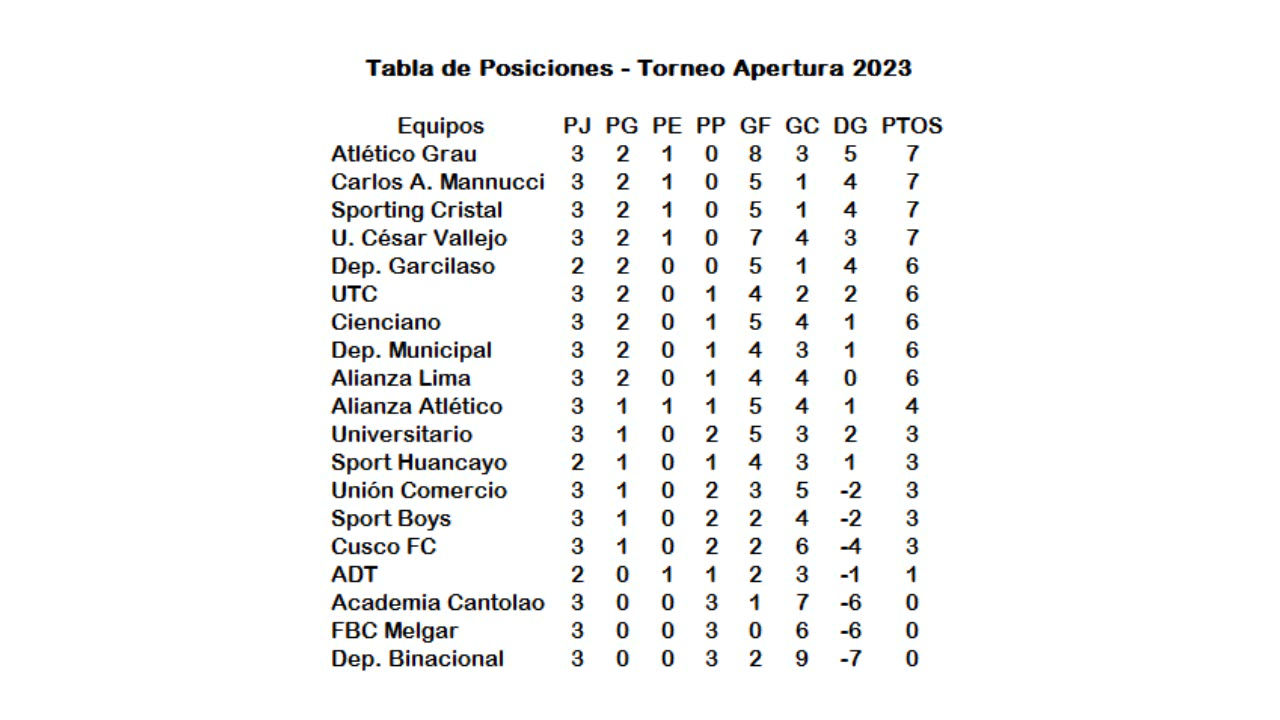 Tabla de Posiciones - Torneo Apertura 2023
Equipos PJ PG PE PP GF GC DG PTOS
Atlético Grau 3 2 1 0 8 3 5 7
Carlos A. Mannucci 3 2 1 0 5 1 4 7
Sporting Cristal 3 2 1 0 5 1 4 7
U. César Vallejo 3 2 1 0 7 4 3 7
Dep. Garcilaso 2 2 0 0 5 1 4 6
UTC 3 2 0 1 4 2 2 6
Cienciano 3 2 0 1 5 4 1 6
Dep. Municipal 3 2 0 1 4 3 1 6
Alianza Lima 3 2 0 1 4 4 0 6
Alianza Atlético 3 1 1 1 5 4 1 4
Universitario 3 1 0 2 5 3 2 3
Sport Huancayo 2 1 0 1 4 3 1 3
Unión Comercio 3 1 0 2 3 5 -2 3
Sport Boys 3 1 0 2 2 4 -2 3
Cusco FC 3 1 0 2 2 6 -4 3
ADT 2 0 1 1 2 3 -1 1
Academia Cantolao 3 0 0 3 1 7 -6 0
FBC Melgar 3 0 0 3 0 6 -6 0
Dep. Binacional 3 0 0 3 2 9 -7 0